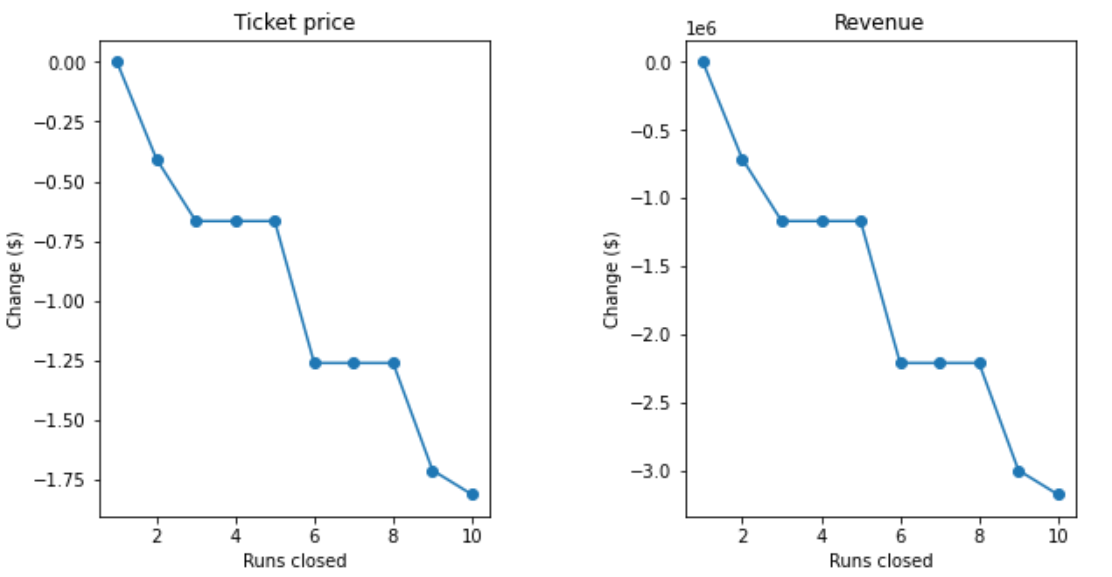 Ticket price
0.00
−0.25
−0.50
−0.75
−1.00
−1.25
−1.50
−1.75
Change ($)
2 4 6 8 10
Runs closed
Revenue
1e6
0.0
−0.5
−1.0
−1.5
−2.0
−2.5
−3.0
Change ($)
2 4 6 8 10
Runs closed